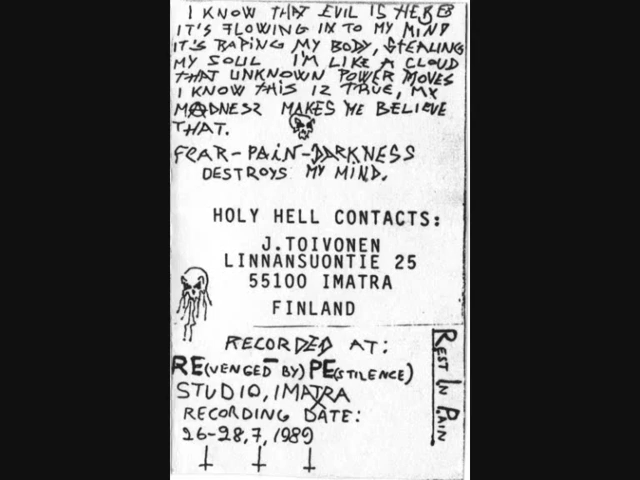 I KNOW THAT EVIL IS HERE
IT'S FLOWING IN TO MY MIND
IT'S RAPING MY BODY, STEALING
MY SOUL I'M LIKE A CLOUD
THAT UNKNOWN POWER MOVES
I KNOW THIS IZ TRUE, MY
MADNESZ MAKES ME BELIEVE
THAT.
FEAR-PAIN-DARKNESS
DESTROYS MY MIND.
HOLY HELL CONTACTS:
J.TOIVONEN
LINNANSUONTIE 25
55100 IMATRA
FINLAND
RECORDED AT:
RE(VENGED BY) PE(STILENCE)
STUDIO, IMATRA
RECORDING DATE:
26-28,7,1989
REST IN PAIN